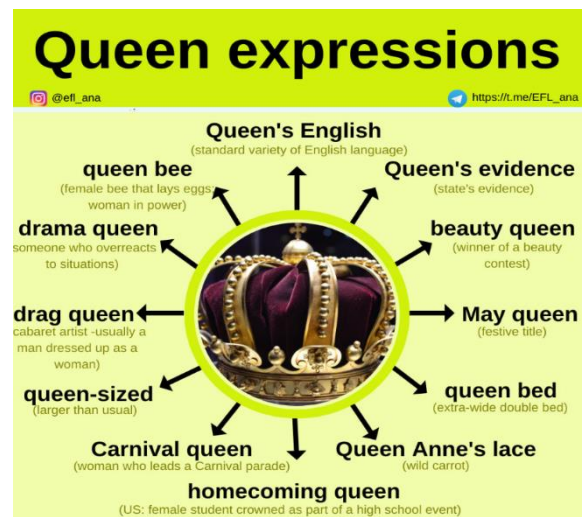 Queen expressions
@efl_ana
https://t.me/EFL_ana
Queen's English
(standard variety of English language)
queen bee
(female bee that lays eggs,
woman in power)
Queen's evidence
(state's evidence)
drama queen
(someone who overreacts
to situations)
beauty queen
(winner of a beauty
contest)
drag queen
cabaret artist -usually a
man dressed up as a
woman)
May queen
(festive title)
queen-sized
(larger than usual)
queen bed
(extra-wide double bed)
Carnival queen
(woman who leads a Carnival parade)
Queen Anne's lace
(wild carrot)
homecoming queen
(US: female student crowned as part of a high school event)